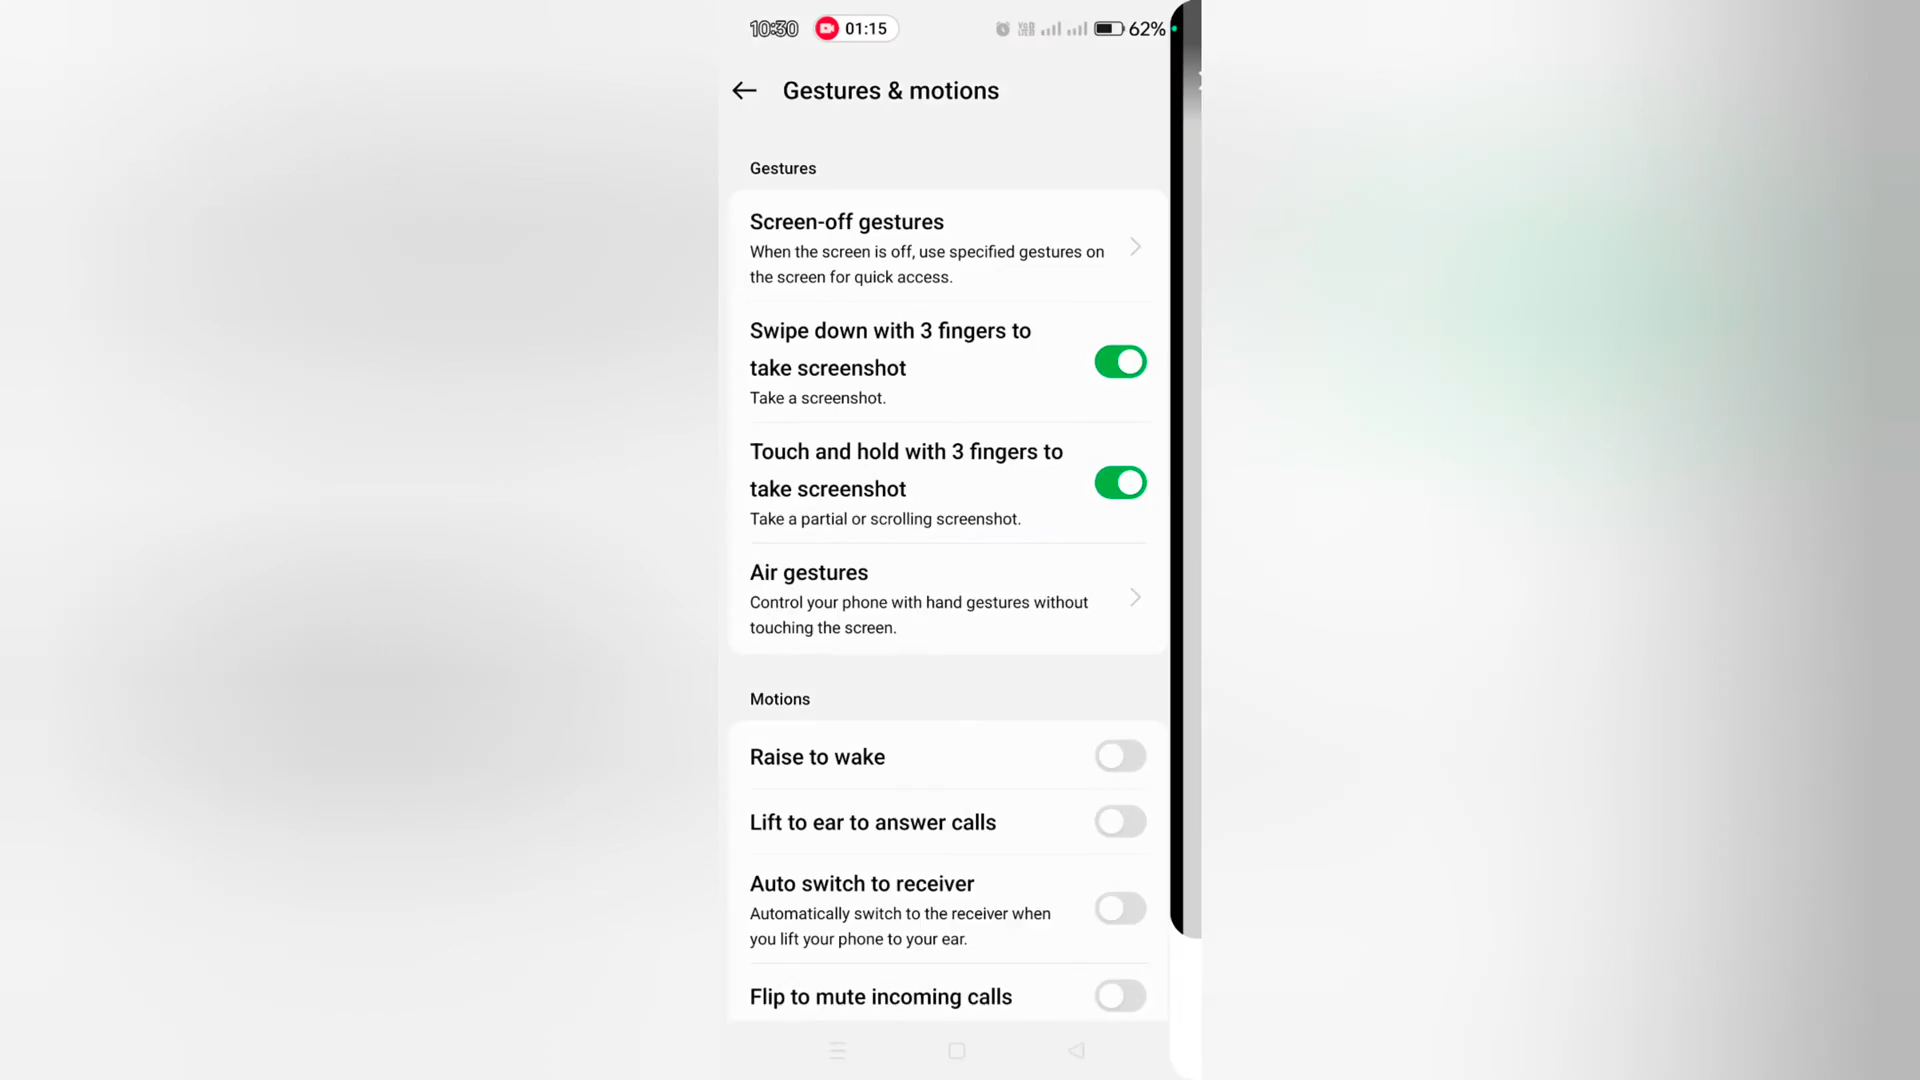 10:30 01:15 62%
Gestures & motions
Gestures
Screen-off gestures
When the screen is off, use specified gestures on
the screen for quick access.
Swipe down with 3 fingers to
take screenshot
Take a screenshot.
Touch and hold with 3 fingers to
take screenshot
Take a partial or scrolling screenshot.
Air gestures
Control your phone with hand gestures without
touching the screen.
Motions
Raise to wake
Lift to ear to answer calls
Auto switch to receiver
Automatically switch to the receiver when
you lift your phone to your ear.
Flip to mute incoming calls